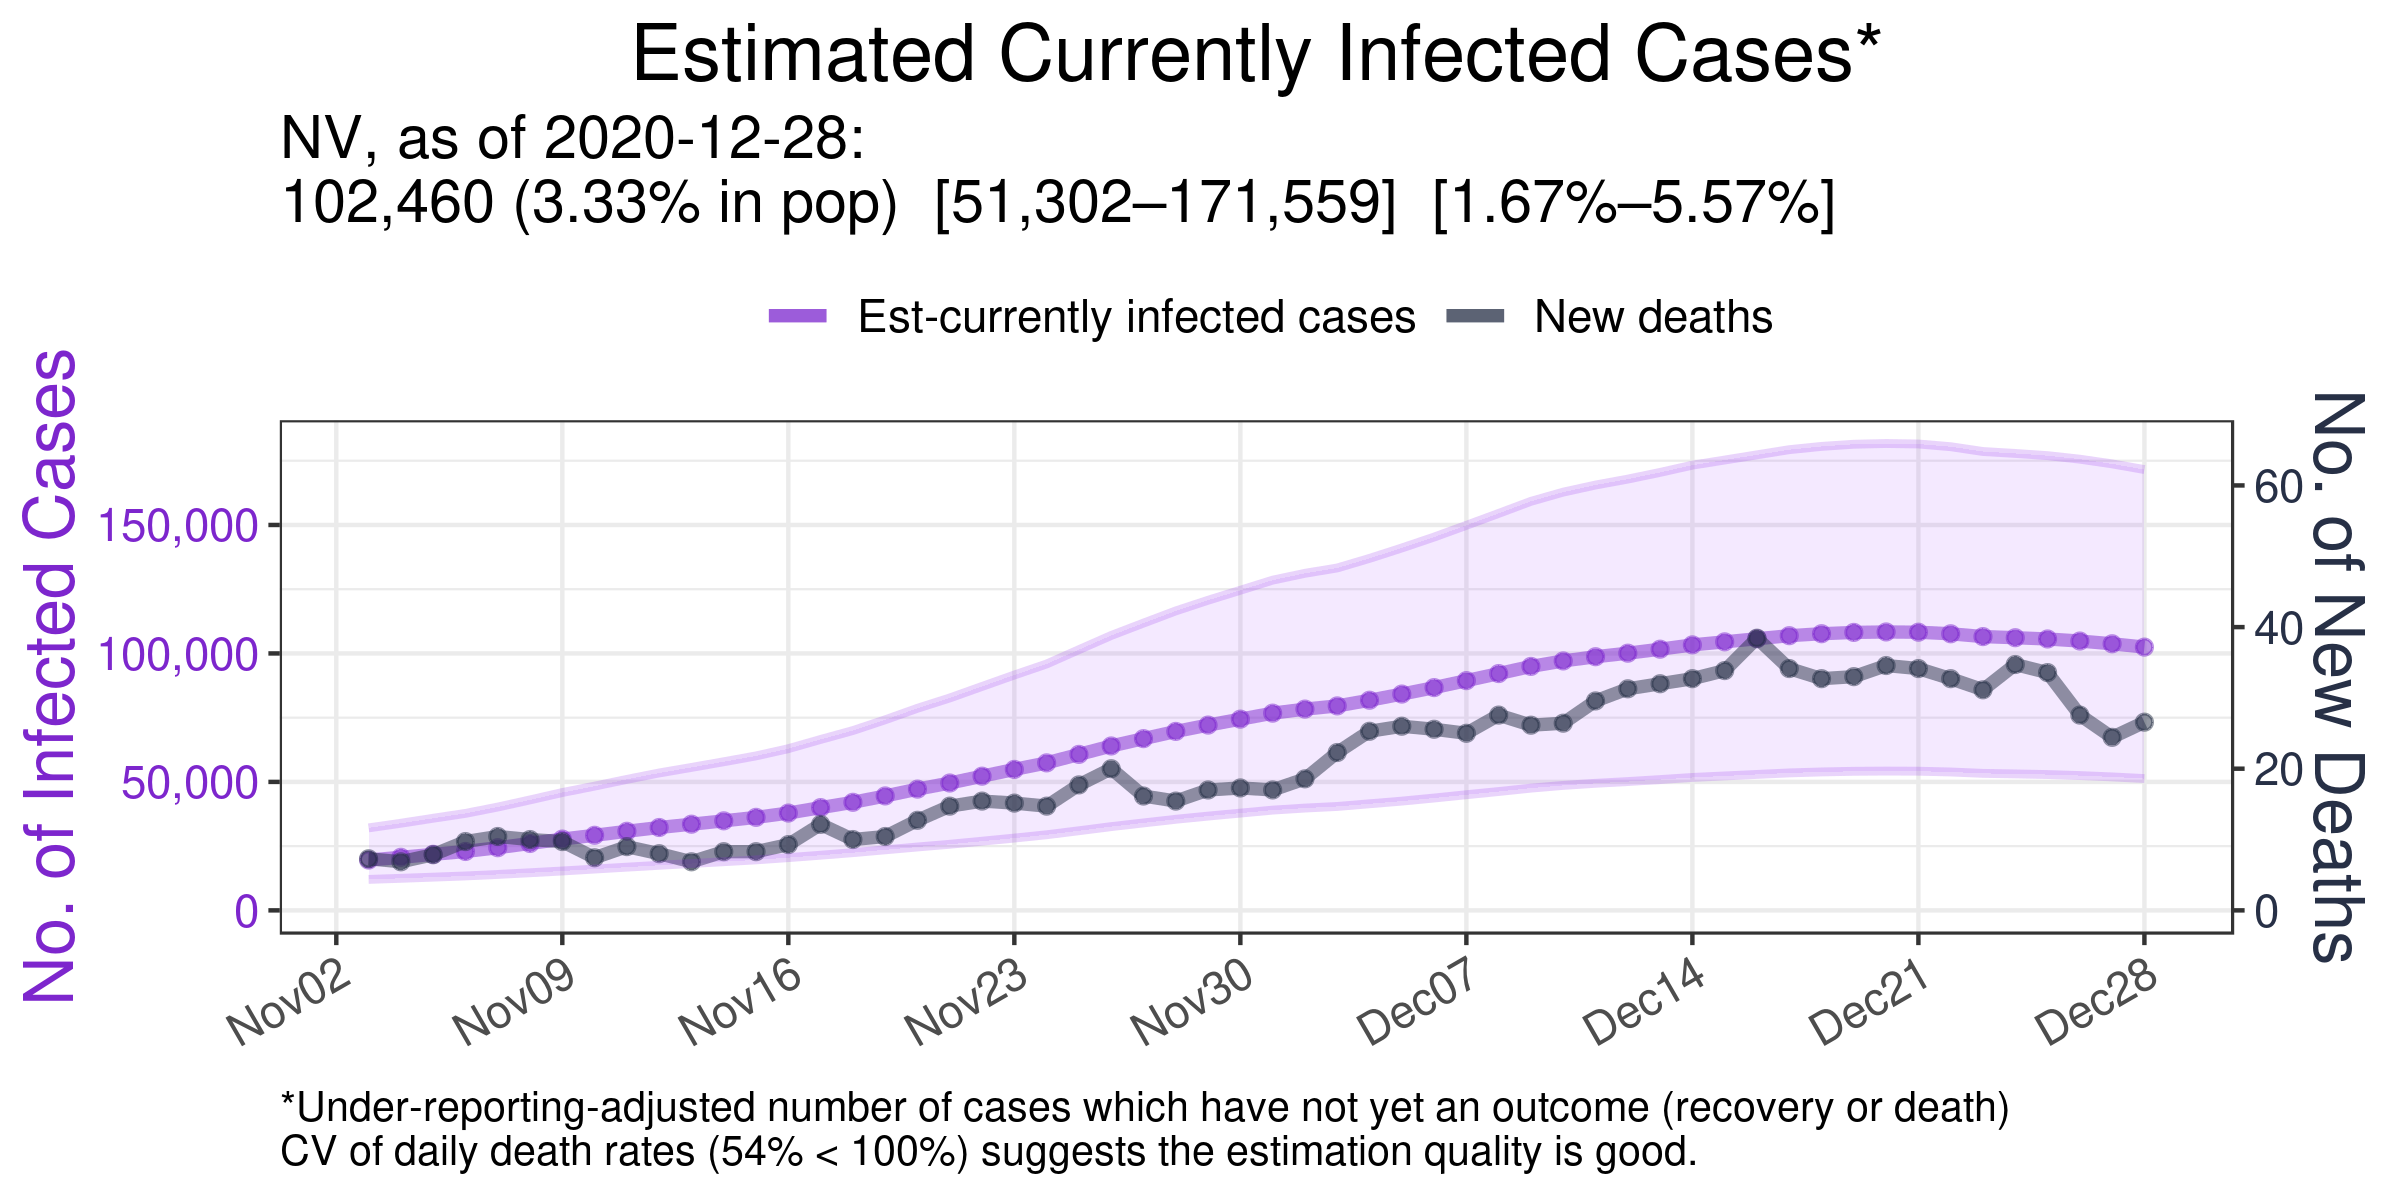 Estimated Currently Infected Cases*
NV, as of 2020-12-28:
102,460 (3.33% in pop)  [51,302–171,559]  [1.67%–5.57%]
Est-currently infected cases
New deaths
No. of Infected Cases
150,000
100,000
50,000
0
60
40
20
0
No. of New Deaths
Nov02
Nov09
Nov16
Nov23
Nov30
Dec07
Dec14
Dec21
Dec28
*Under-reporting-adjusted number of cases which have not yet an outcome (recovery or death)
CV of daily death rates (54% < 100%) suggests the estimation quality is good.